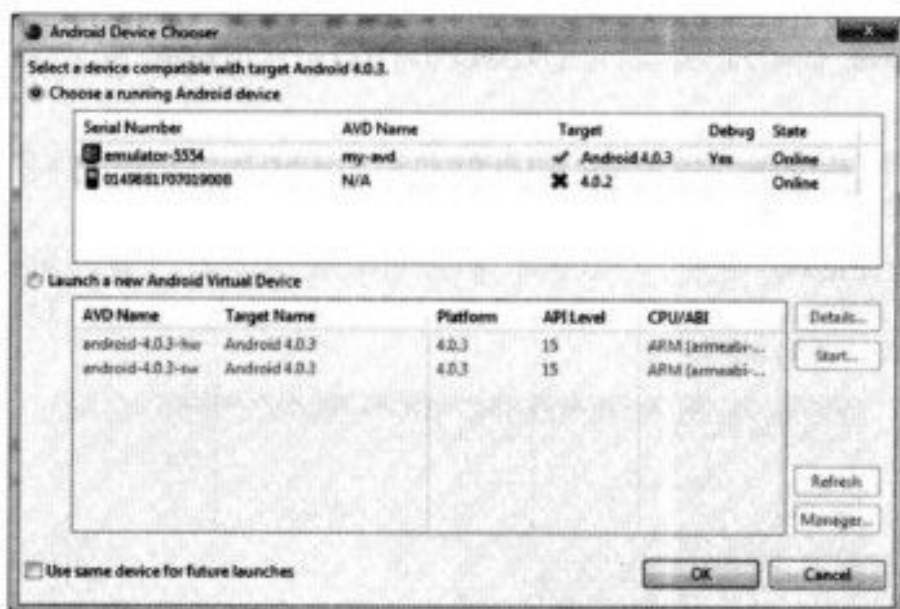 Android Device Chooser
Select a device compatible with target Android 4.0.3.
Choose a running Android device
Serial Number AVD Name Target Debug State
emulator-5554 my-avd Android 4.0.3 Yes Online
0149881F0701900B N/A 4.0.2 Online
Launch a new Android Virtual Device
AVD Name Target Name Platform API Level CPU/ABI Details...
android-4.0.3-hw Android 4.0.3 4.0.3 15 ARM (armeabi-... Start...
android-4.0.3-sw Android 4.0.3 4.0.3 15 ARM (armeabi-...
Refresh
Manager...
Use same device for future launches OK Cancel